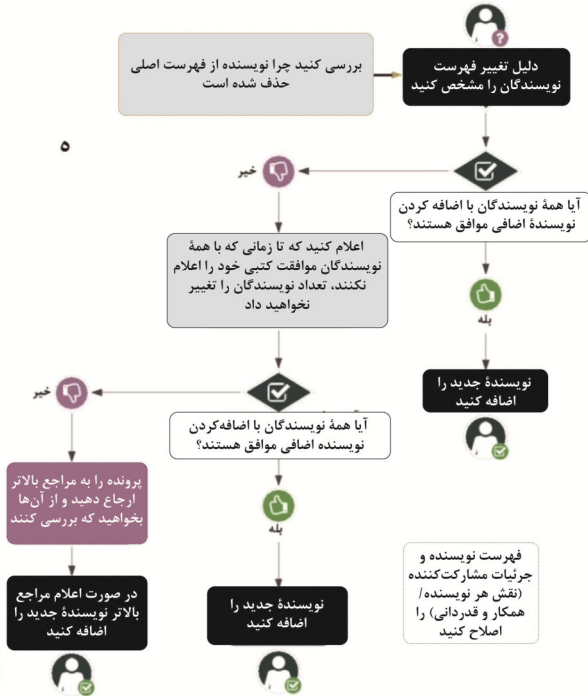 دلیل تغییر فهرست
نویسندگان را مشخص کنید
بررسی کنید چرا نویسنده از فهرست اصلی
حذف شده است
۵
آیا همهٔ نویسندگان با اضافه کردن
نویسندهٔ اضافی موافق هستند؟
خیر
بله
نویسندهٔ جدید را
اضافه کنید
اعلام کنید که تا زمانی که با همهٔ
نویسندگان موافقت کتبی خود را اعلام
نکنند، تعداد نویسندگان را تغییر
نخواهید داد
آیا همهٔ نویسندگان با اضافه‌کردن
نویسنده اضافی موافق هستند؟
خیر
بله
نویسندهٔ جدید را
اضافه کنید
پرونده را به مراجع بالاتر
ارجاع دهید و از آن‌ها
بخواهید که بررسی کنند
در صورت اعلام مراجع
بالاتر نویسندهٔ جدید را
اضافه کنید
فهرست نویسنده و
جزئیات مشارکت‌کننده
(نقش هر نویسنده/
همکار و قدردانی) را
اصلاح کنید